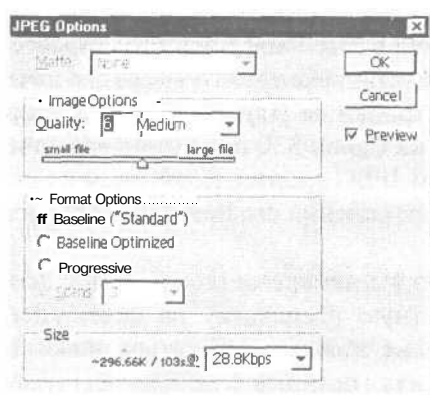 JPEG Options
Matte: None
OK
Image Options
Cancel
Quality: Medium
Preview
small file large file
Format Options
Baseline ("Standard")
Baseline Optimized
Progressive
Scans 3
Size
~296.66K / 103s @ 28.8Kbps